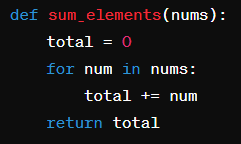 def sum_elements(nums):
    total = 0
    for num in nums:
        total += num
    return total